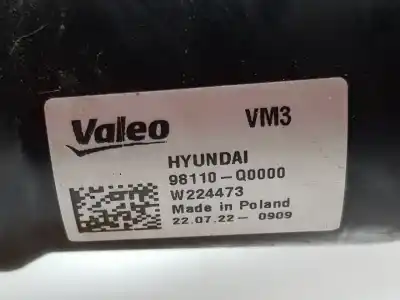 Valeo VM3
HYUNDAI
98110-Q0000
W224473
Made in Poland
22.07.22- 0909